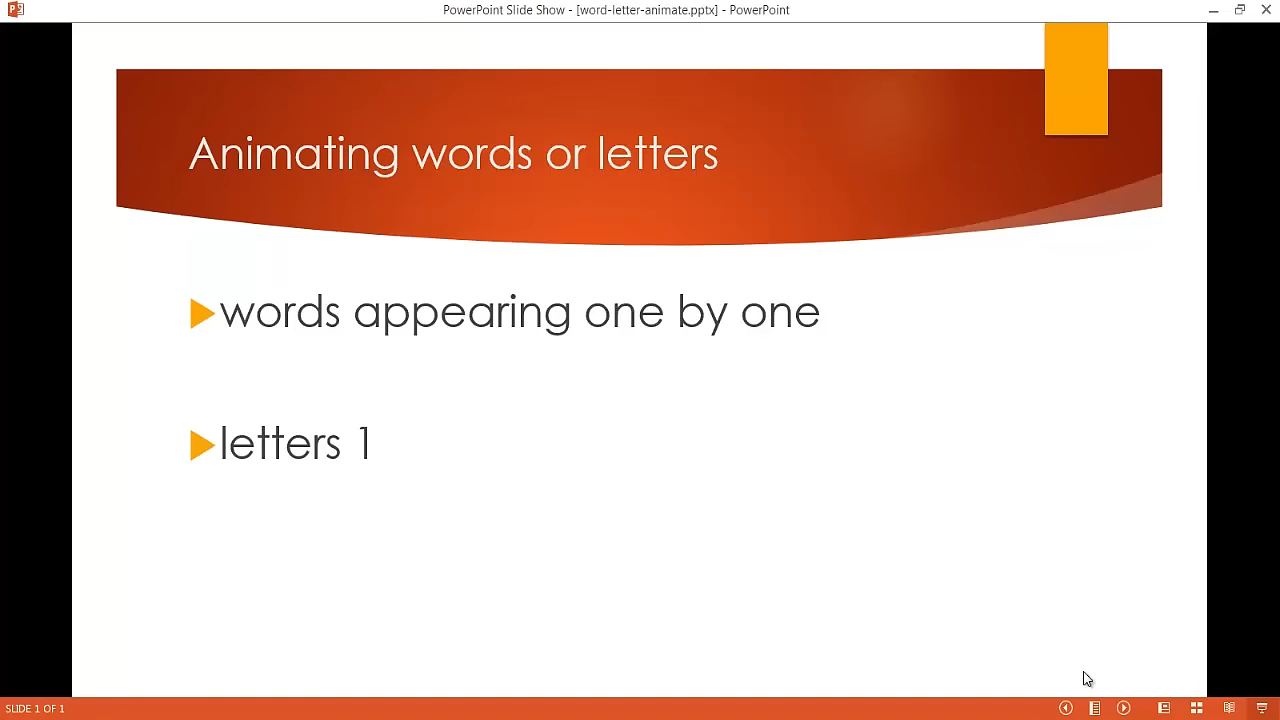 PowerPoint Slide Show - [word-letter-animate.pptx] - PowerPoint
Animating words or letters
words appearing one by one
letters 1
SLIDE 1 OF 1